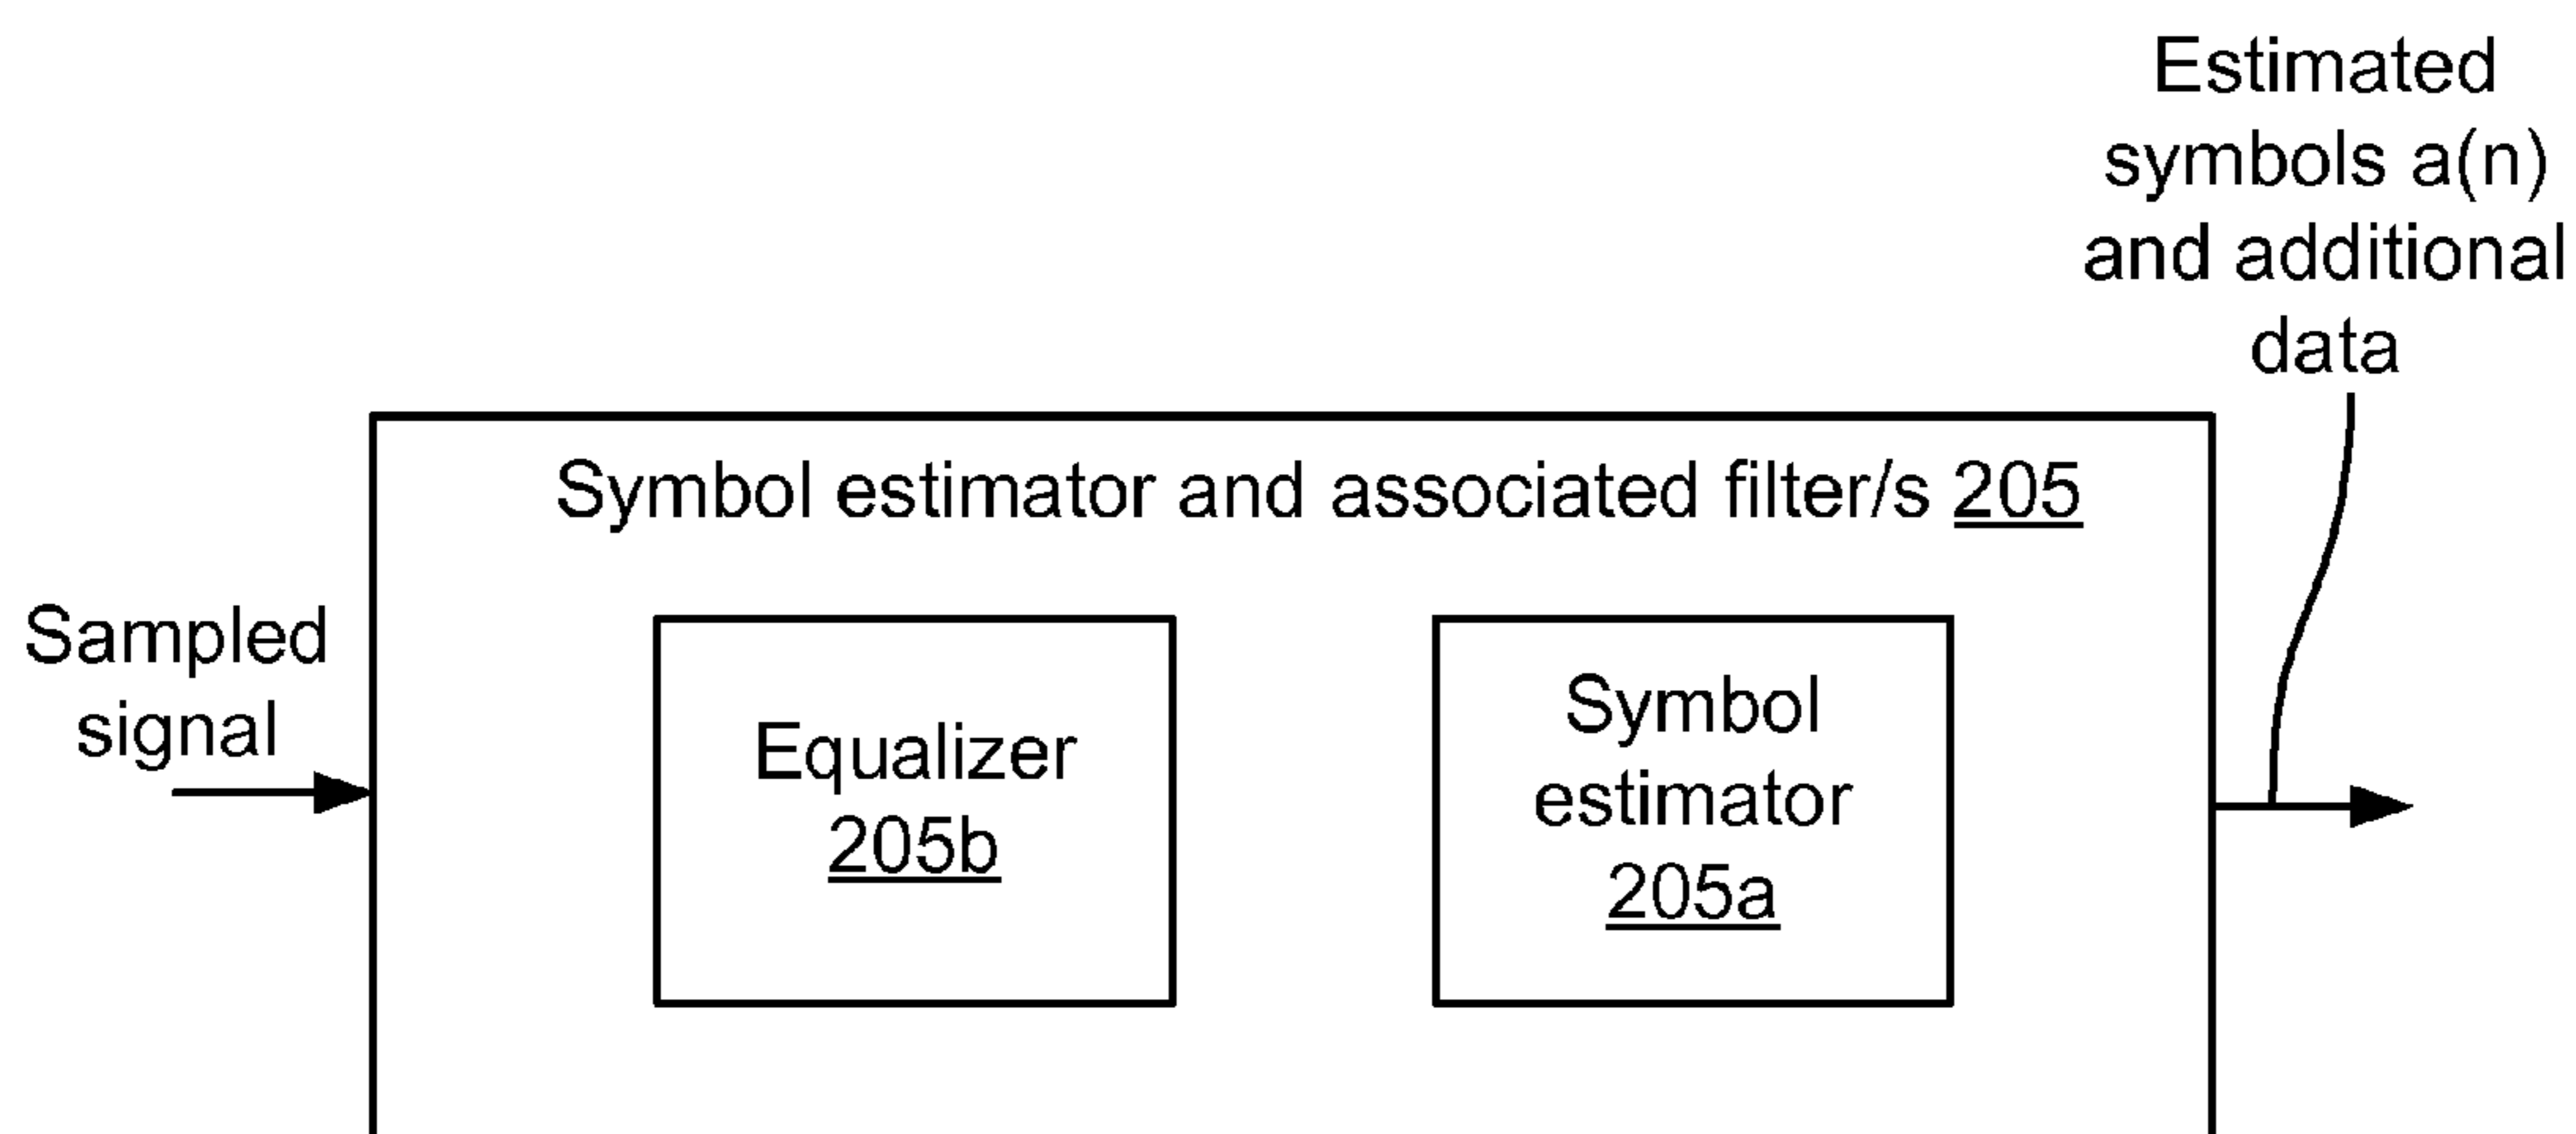 Estimated
symbols a(n)
and additional
data
Symbol estimator and associated filter/s 205
Sampled
signal
Equalizer
205b
Symbol
estimator
205a